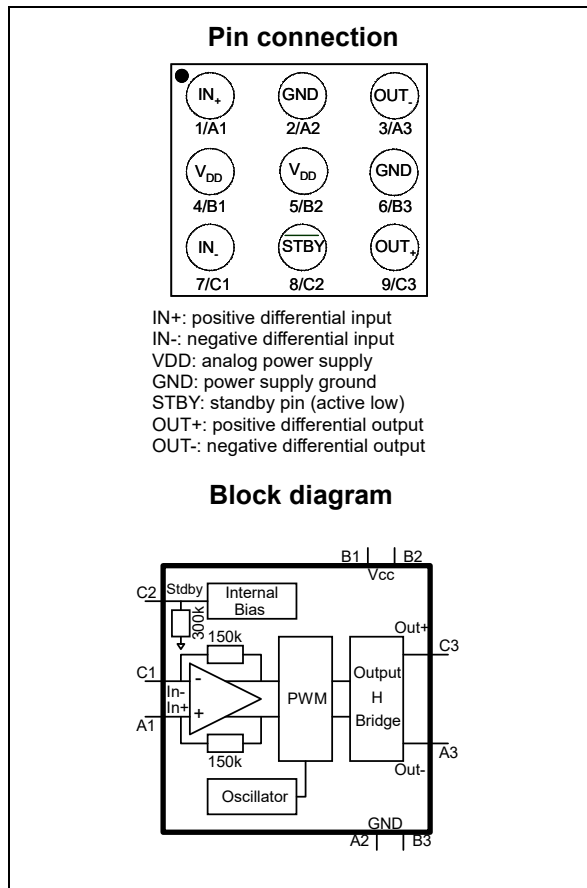 Pin connection
IN+ GND OUT-
1/A1 2/A2 3/A3
VDD VDD GND
4/B1 5/B2 6/B3
IN- STBY OUT+
7/C1 8/C2 9/C3
IN+: positive differential input
IN-: negative differential input
VDD: analog power supply
GND: power supply ground
STBY: standby pin (active low)
OUT+: positive differential output
OUT-: negative differential output
Block diagram
B1 B2
Vcc
C2 Stdby Internal
Bias
300k
Out+
150k
C3
C1
In-
-
PWM
Output
H
Bridge
In+
+
A1
150k
A3
Out-
Oscillator
GND
A2 B3